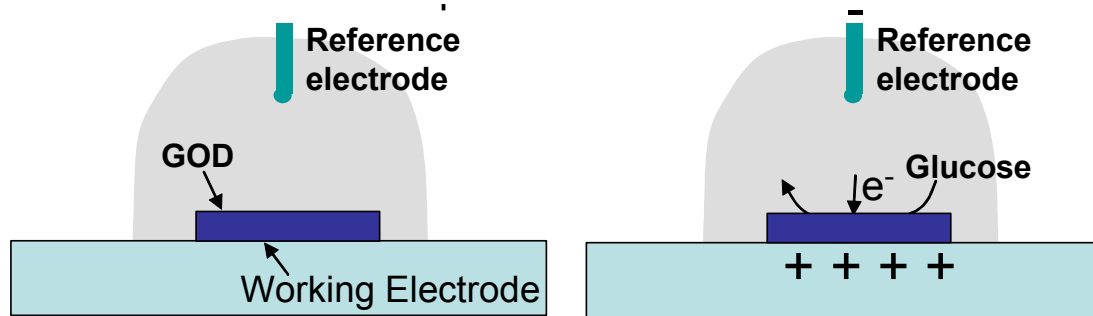 Reference
electrode
GOD
Working Electrode
-
Reference
electrode
Glucose
e-
+ + + +